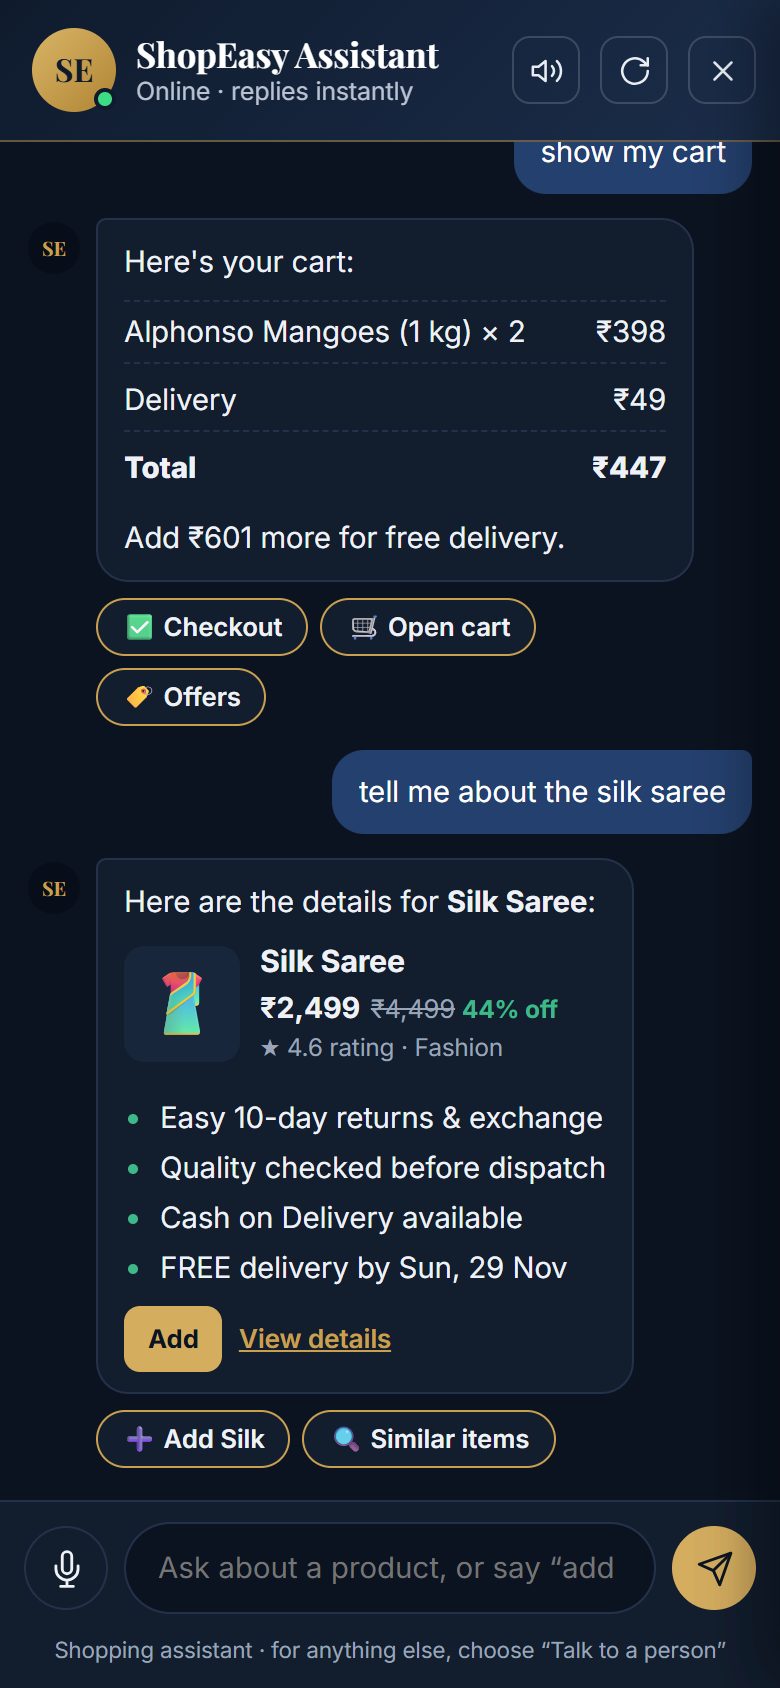 SE
ShopEasy Assistant
Online · replies instantly
show my cart
SE
Here's your cart:
Alphonso Mangoes (1 kg) × 2 ₹398
Delivery ₹49
Total ₹447
Add ₹601 more for free delivery.
Checkout
Open cart
Offers
tell me about the silk saree
SE
Here are the details for Silk Saree:
Silk Saree
₹2,499 ₹4,499 44% off
★ 4.6 rating · Fashion
• Easy 10-day returns & exchange
• Quality checked before dispatch
• Cash on Delivery available
• FREE delivery by Sun, 29 Nov
Add View details
Add Silk
Similar items
Ask about a product, or say “add
Shopping assistant · for anything else, choose “Talk to a person”